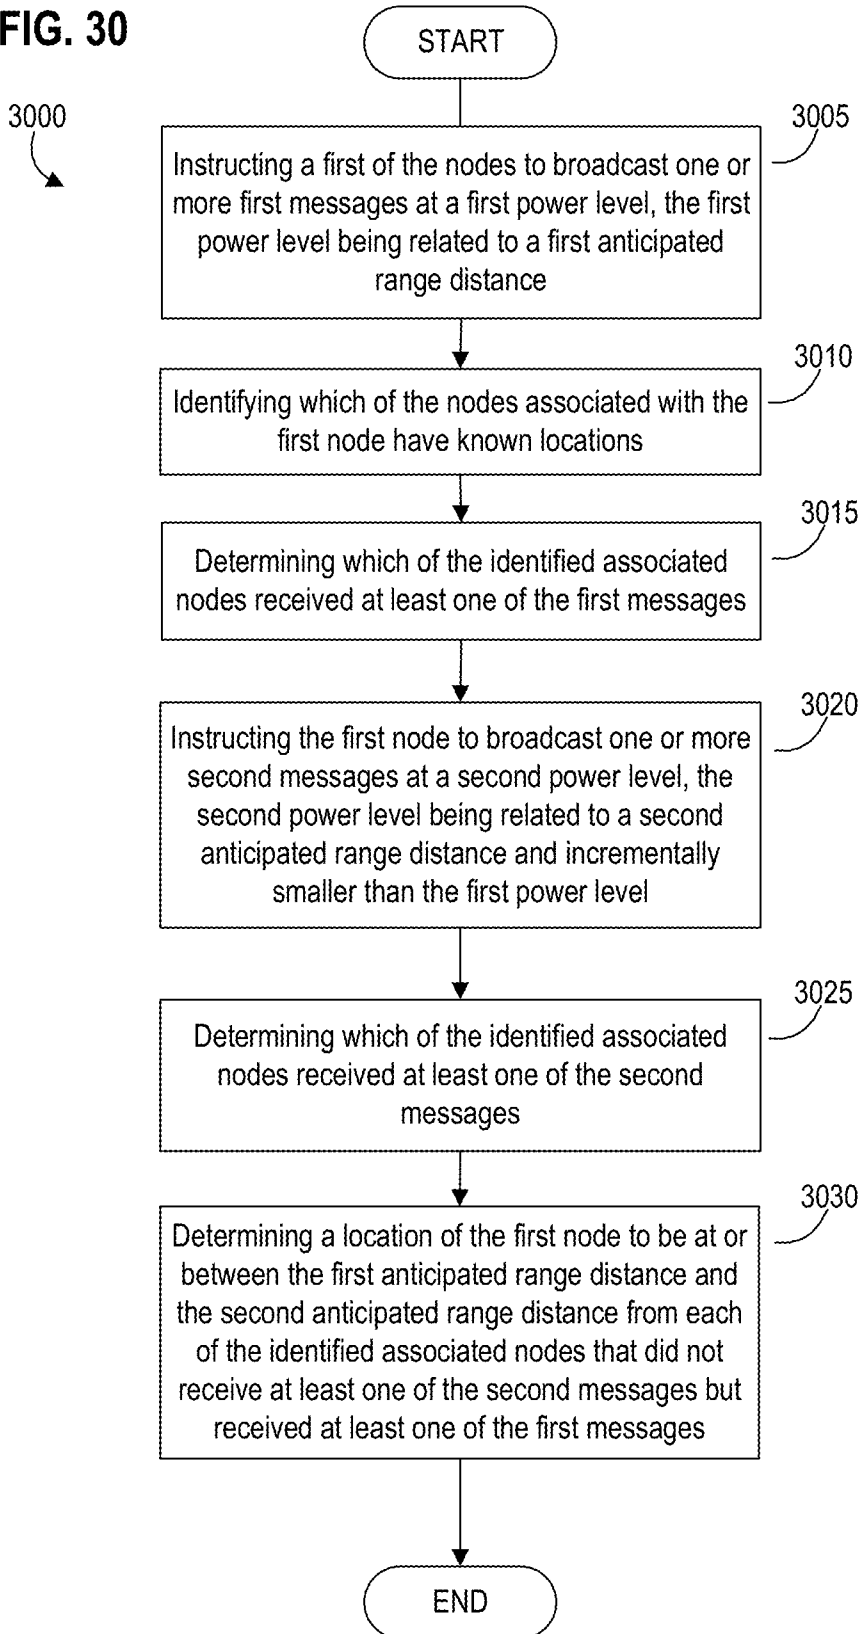 FIG. 30
START
3000
3005
Instructing a first of the nodes to broadcast one or
more first messages at a first power level, the first
power level being related to a first anticipated
range distance
3010
Identifying which of the nodes associated with the
first node have known locations
3015
Determining which of the identified associated
nodes received at least one of the first messages
3020
Instructing the first node to broadcast one or more
second messages at a second power level, the
second power level being related to a second
anticipated range distance and incrementally
smaller than the first power level
3025
Determining which of the identified associated
nodes received at least one of the second
messages
3030
Determining a location of the first node to be at or
between the first anticipated range distance and
the second anticipated range distance from each
of the identified associated nodes that did not
receive at least one of the second messages but
received at least one of the first messages
END